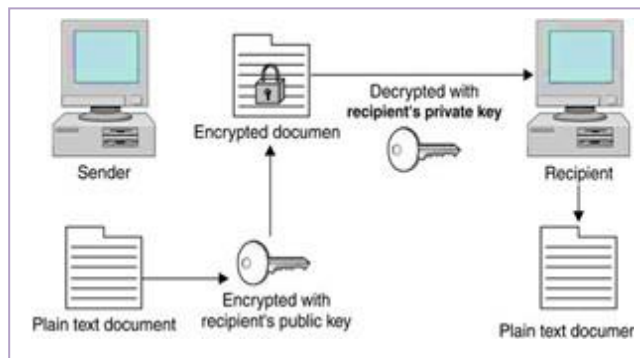 Sender
Encrypted documen
Decrypted with
recipient's private key
Recipient
Plain text document
Encrypted with
recipient's public key
Plain text documen